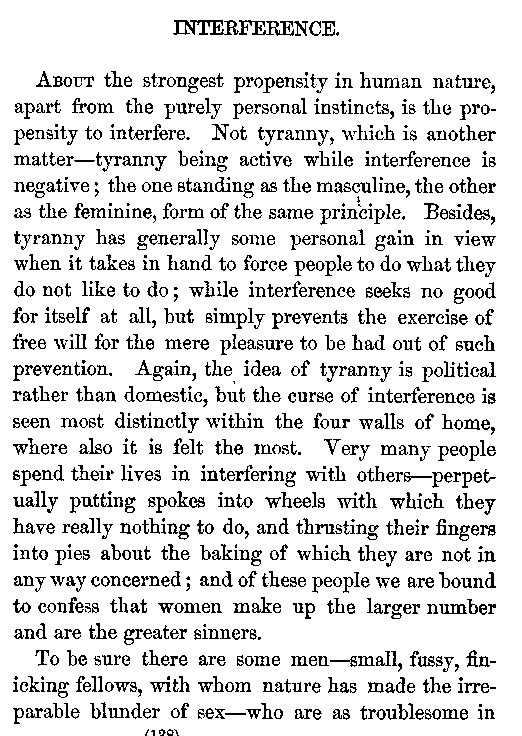 INTERFERENCE.
ABOUT the strongest propensity in human nature,
apart from the purely personal instincts, is the pro-
pensity to interfere. Not tyranny, which is another
matter—tyranny being active while interference is
negative; the one standing as the masculine, the other
as the feminine, form of the same principle. Besides,
tyranny has generally some personal gain in view
when it takes in hand to force people to do what they
do not like to do; while interference seeks no good
for itself at all, but simply prevents the exercise of
free will for the mere pleasure to be had out of such
prevention. Again, the idea of tyranny is political
rather than domestic, but the curse of interference is
seen most distinctly within the four walls of home,
where also it is felt the most. Very many people
spend their lives in interfering with others—perpet-
ually putting spokes into wheels with which they
have really nothing to do, and thrusting their fingers
into pies about the baking of which they are not in
any way concerned; and of these people we are bound
to confess that women make up the larger number
and are the greater sinners.
To be sure there are some men—small, fussy, fin-
icking fellows, with whom nature has made the irre-
parable blunder of sex—who are as troublesome in